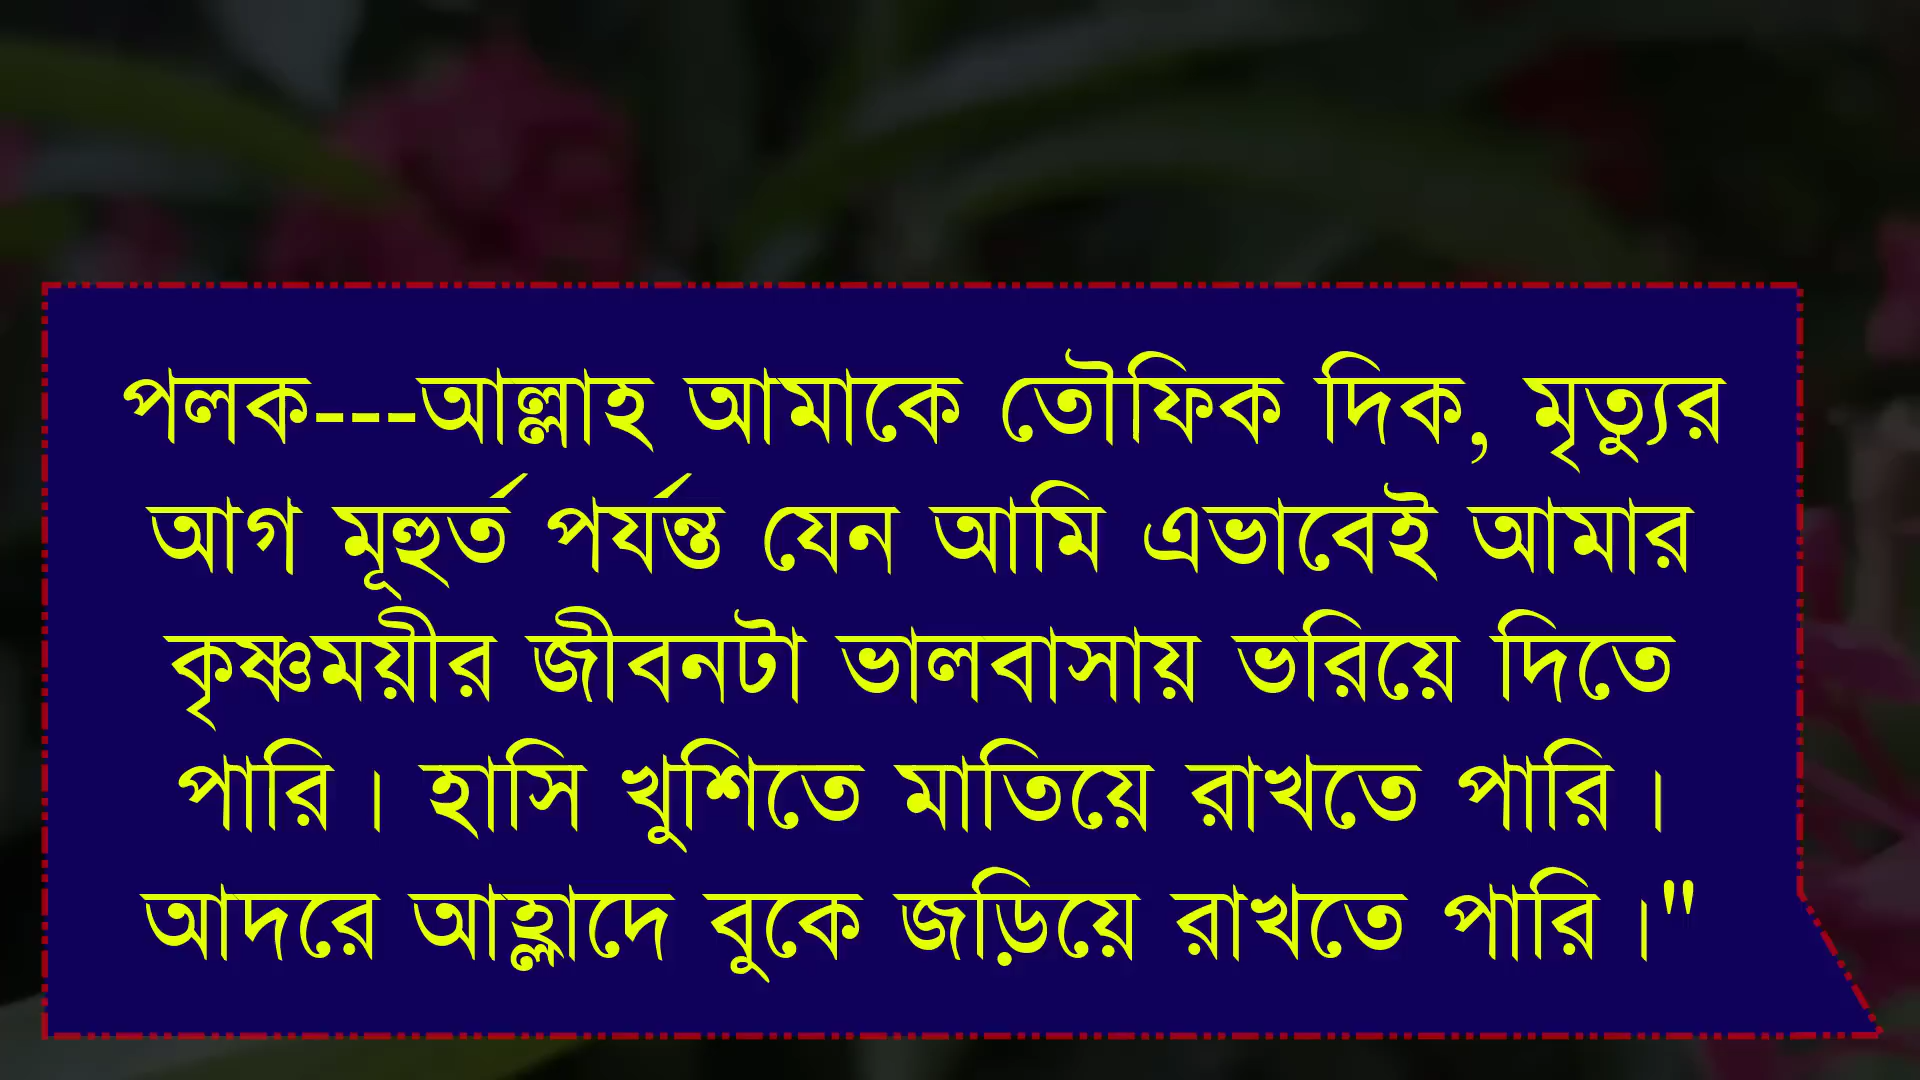 পলক---আল্লাহ আমাকে তৌফিক দিক, মৃত্যুর
আগ মূহুর্ত পর্যন্ত যেন আমি এভাবেই আমার
কৃষ্ণময়ীর জীবনটা ভালবাসায় ভরিয়ে দিতে
পারি। হাসি খুশিতে মাতিয়ে রাখতে পারি।
আদরে আহ্লাদে বুকে জড়িয়ে রাখতে পারি।"